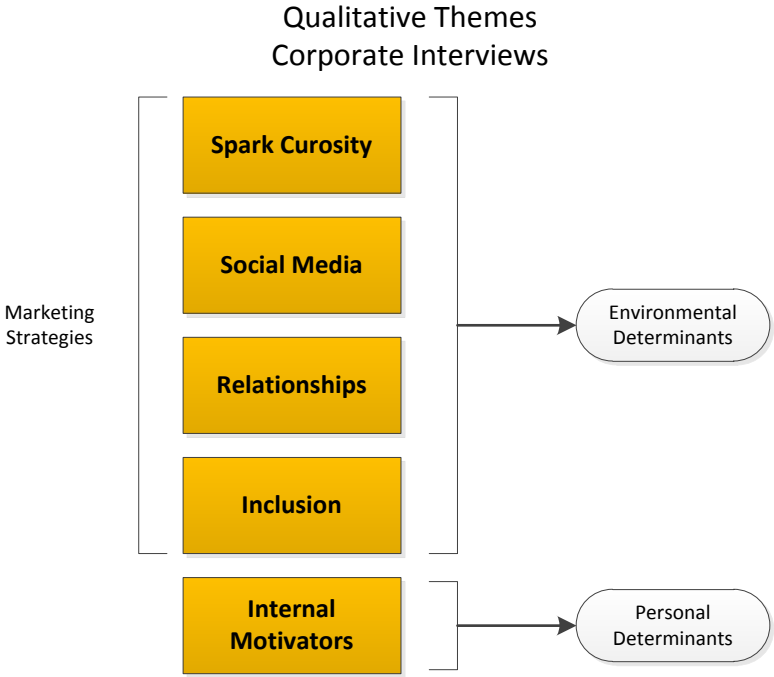 Qualitative Themes
Corporate Interviews
Spark Curosity
Social Media
Marketing
Strategies
Environmental
Determinants
Relationships
Inclusion
Internal
Motivators
Personal
Determinants